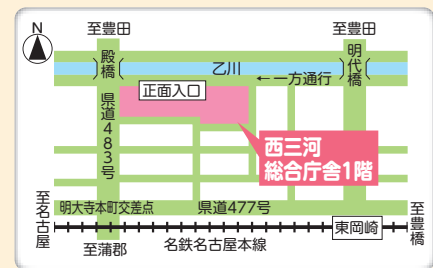 N
至豊田
至豊田
殿橋
乙川
明代橋
←一方通行
正面入口
県道483号
西三河
総合庁舎1階
至名古屋
明大寺本町交差点
県道477号
至豊橋
東岡崎
至蒲郡
名鉄名古屋本線